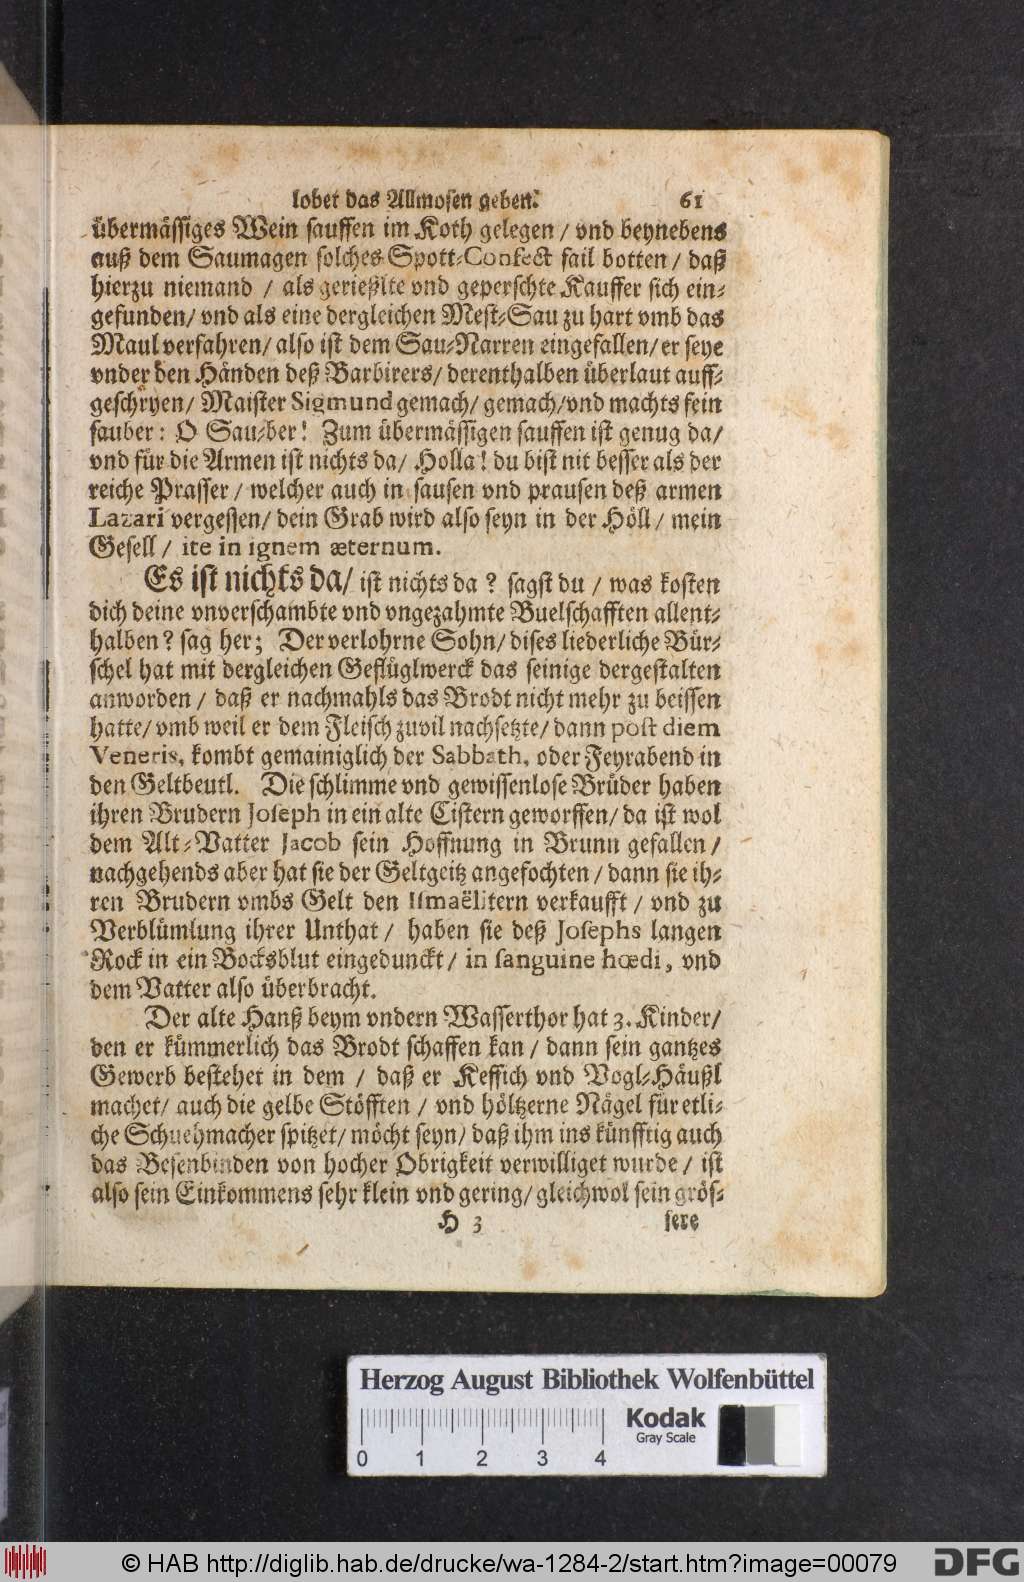 lobet das Allmosen geben. 61
übermässiges Wein sauffen im Koth gelegen / vnd beynebens
auß dem Saumagen solches Spott-Confect fail botten / daß
hierzu niemand / als gerießlte vnd geperschte Kauffer sich ein-
gefunden / vnd als eine dergleichen Mest-Sau zu hart vmb das
Maul verfahren / also ist dem Sau-Narren eingefallen / er seye
vnder den Händen deß Barbirers / derenthalben überlaut auff-
geschryen / Maister Sigmund gemach / gemach / vnd machts fein
sauber: O Sau-ber! Zum übermässigen sauffen ist genug da /
vnd für die Armen ist nichts da / Holla! du bist nit besser als der
reiche Prasser / welcher auch in sausen vnd prausen deß armen
Lazari vergessen / dein Grab wird also seyn in der Höll / mein
Gesell / ite in ignem æternum.
Es ist nichts da / ist nichts da? sagst du / was kosten
dich deine vnverschambte vnd vngezahmte Buelschafften allent-
halben? sag her; Der verlohrne Sohn / dises liederliche Bür-
schel hat mit dergleichen Geflüglwerck das seinige dergestalten
anworden / daß er nachmahls das Brodt nicht mehr zu beissen
hatte / vmb weil er dem Fleisch zuvil nachsetzte / dann post diem
Veneris, kombt gemainiglich der Sabbath, oder Feyrabend in
den Geltbeutl. Die schlimme vnd gewissenlose Brüder haben
ihren Brudern Joseph in ein alte Cistern geworffen / da ist wol
dem Alt-Vatter Jacob sein Hoffnung in Brunn gefallen /
nachgehends aber hat sie der Geltgeitz angefochten / dann sie ih-
ren Brudern vmbs Gelt den Ismaëlitern verkaufft / vnd zu
Verblümlung ihrer Unthat / haben sie deß Josephs langen
Rock in ein Bocksblut eingedunckt / in sanguine hœdi, vnd
dem Vatter also überbracht.
Der alte Hanß beym vndern Wasserthor hat 3. Kinder /
den er kümmerlich das Brodt schaffen kan / dann sein gantzes
Gewerb bestehet in dem / daß er Keffich vnd Vogl-Häußl
machet / auch die gelbe Stöfften / vnd höltzerne Nägel für etli-
che Schuehmacher spitzet / möcht seyn / daß ihm ins künfftig auch
das Besenbinden von hocher Obrigkeit verwilliget wurde / ist
also sein Einkommens sehr klein vnd gering / gleichwol sein grös-
H 3 sere
Herzog August Bibliothek Wolfenbüttel
0 1 2 3 4
Kodak
Gray Scale
© HAB http://diglib.hab.de/drucke/wa-1284-2/start.htm?image=00079
DFG